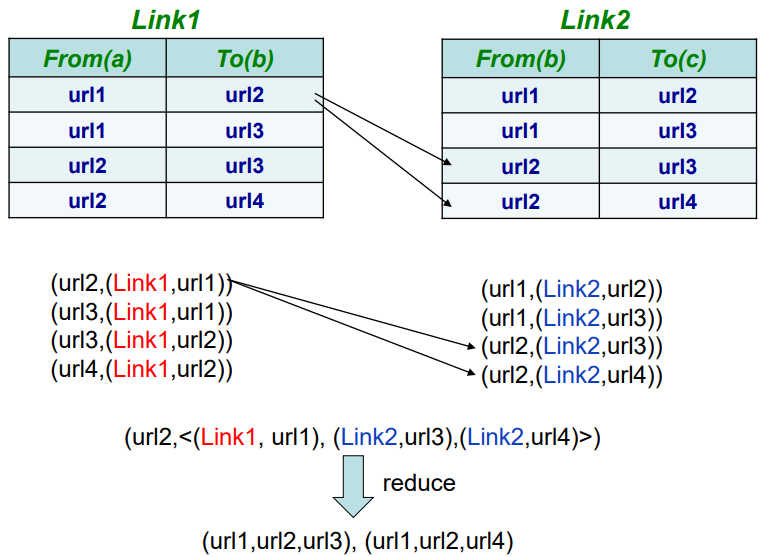 Link1
From(a) To(b)
url1 url2
url1 url3
url2 url3
url2 url4
Link2
From(b) To(c)
url1 url2
url1 url3
url2 url3
url2 url4
(url2,(Link1,url1))
(url3,(Link1,url1))
(url3,(Link1,url2))
(url4,(Link1,url2))
(url1,(Link2,url2))
(url1,(Link2,url3))
(url2,(Link2,url3))
(url2,(Link2,url4))
(url2,<(Link1, url1), (Link2,url3),(Link2,url4)>)
reduce
(url1,url2,url3), (url1,url2,url4)